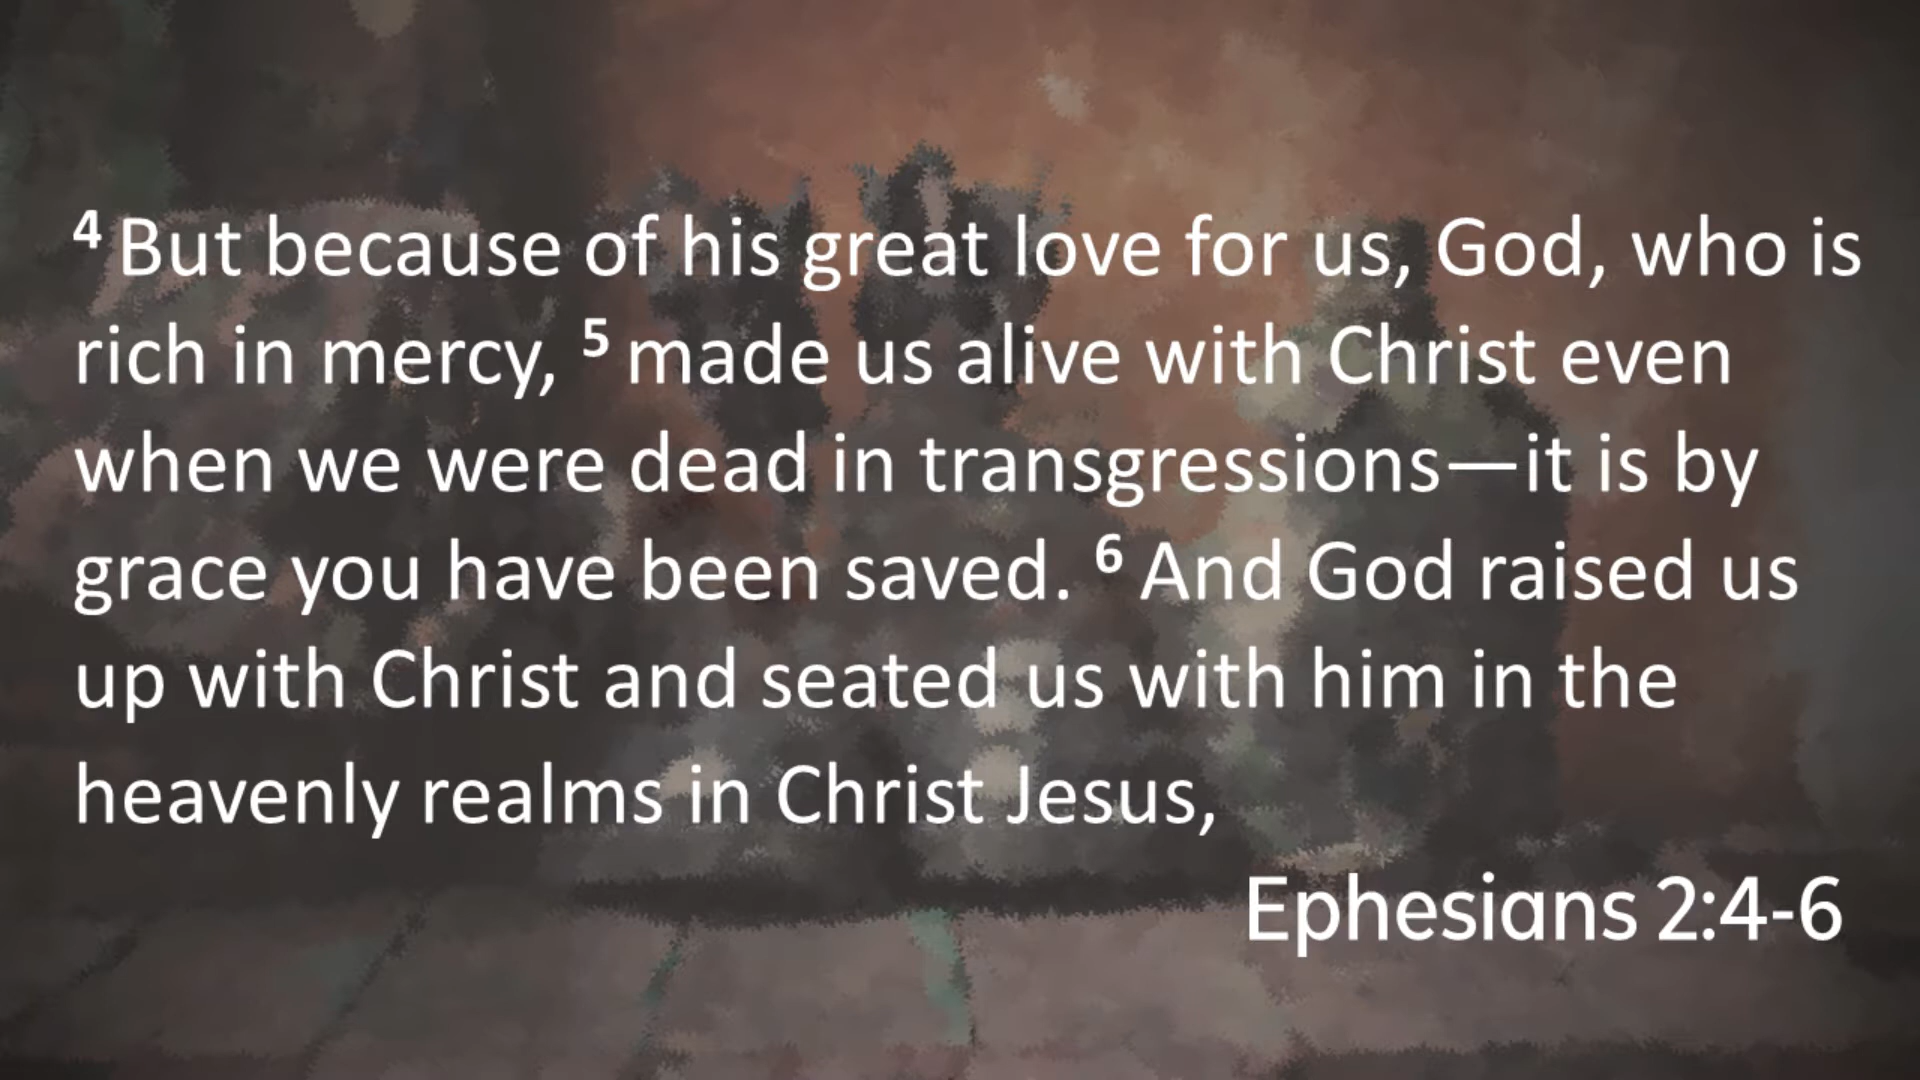 4 But because of his great love for us, God, who is
rich in mercy, 5 made us alive with Christ even
when we were dead in transgressions—it is by
grace you have been saved. 6 And God raised us
up with Christ and seated us with him in the
heavenly realms in Christ Jesus,
Ephesians 2:4-6